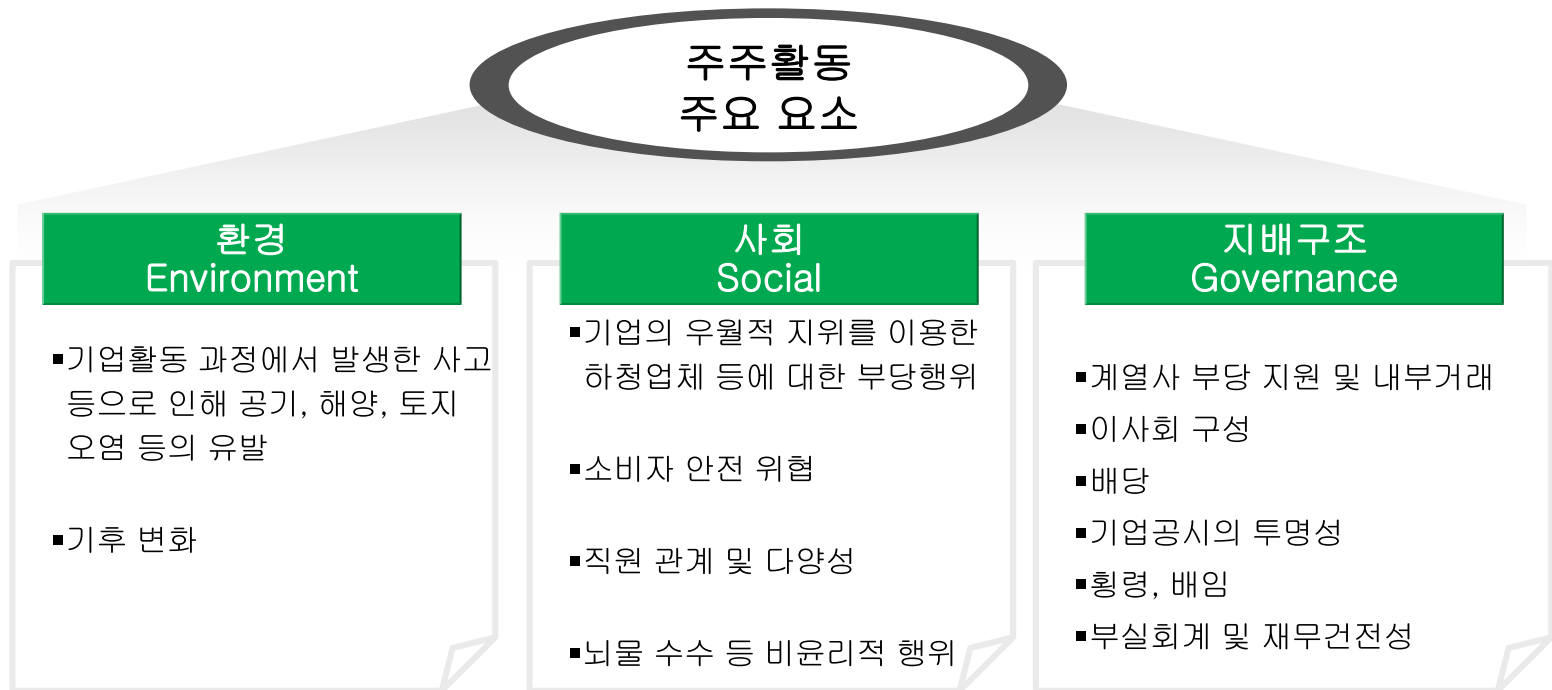 주주활동
주요 요소
환경
Environment
▪기업활동 과정에서 발생한 사고
등으로 인해 공기, 해양, 토지
오염 등의 유발
▪기후 변화
사회
Social
▪기업의 우월적 지위를 이용한
하청업체 등에 대한 부당행위
▪소비자 안전 위협
▪직원 관계 및 다양성
▪뇌물 수수 등 비윤리적 행위
지배구조
Governance
▪계열사 부당 지원 및 내부거래
▪이사회 구성
▪배당
▪기업공시의 투명성
▪횡령, 배임
▪부실회계 및 재무건전성